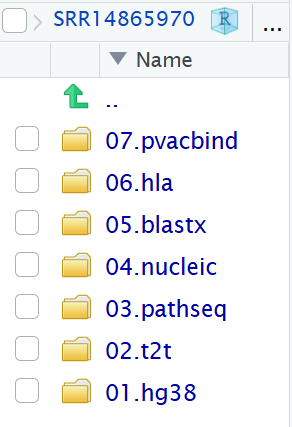 SRR14865970 R ...
Name
..
07.pvacbind
06.hla
05.blastx
04.nucleic
03.pathseq
02.t2t
01.hg38